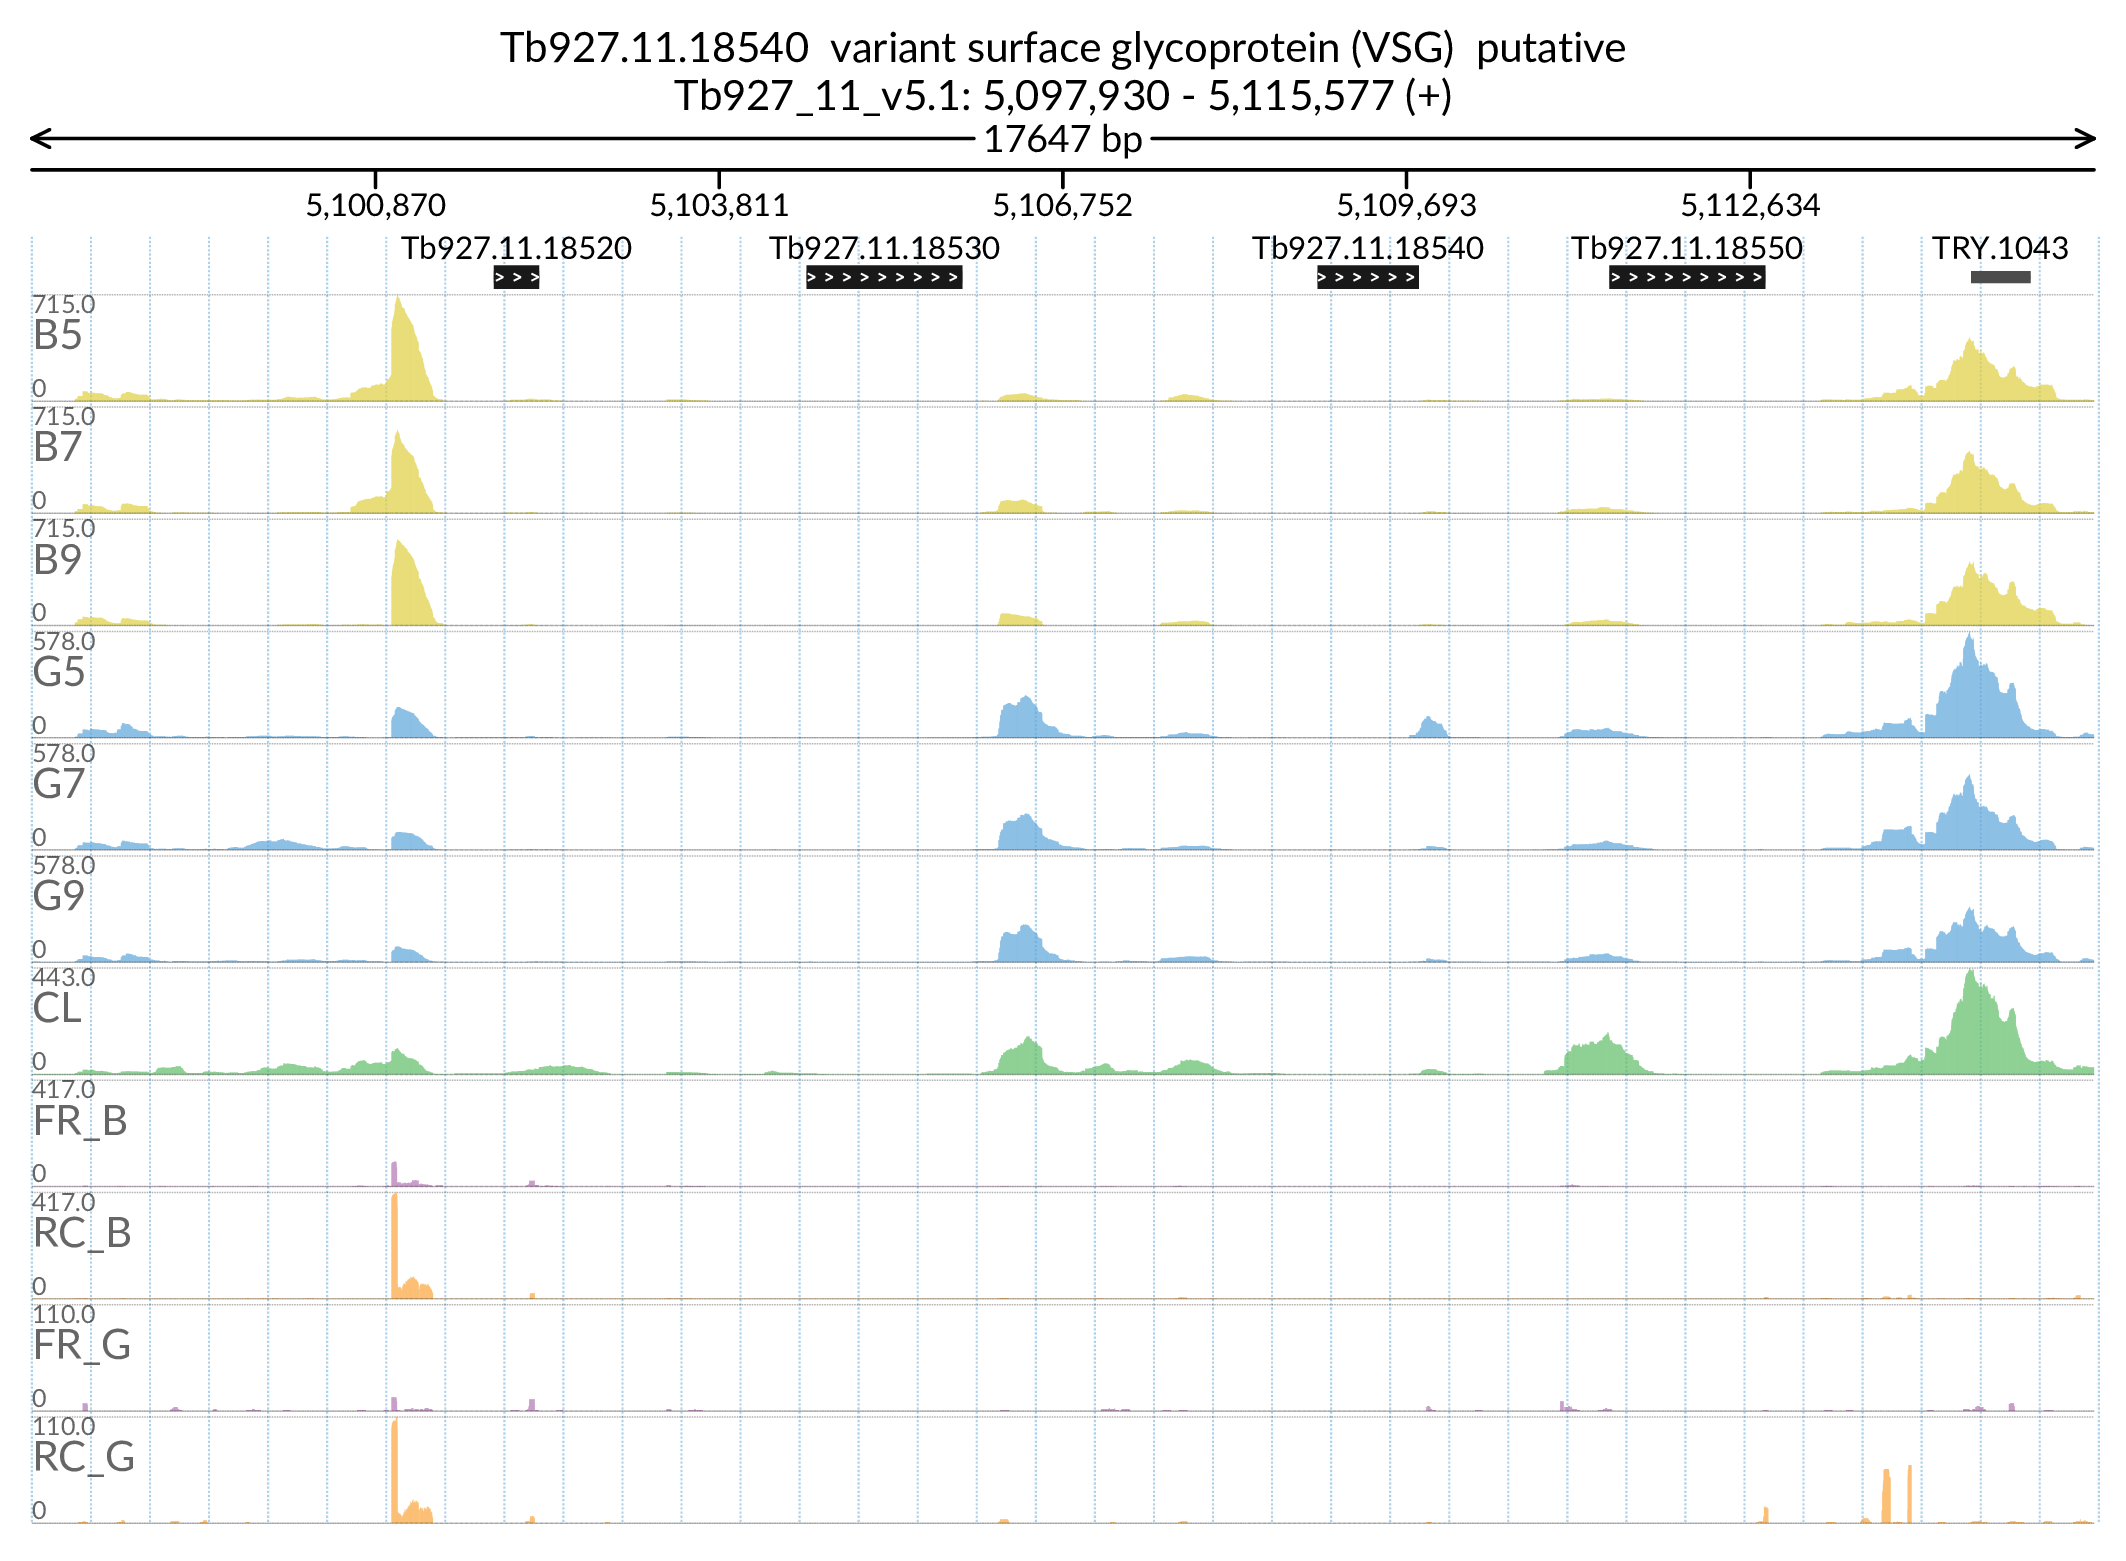 Tb927.11.18540 variant surface glycoprotein (VSG) putative
Tb927_11_v5.1: 5,097,930 - 5,115,577 (+)
17647 bp
5,100,870 5,103,811 5,106,752 5,109,693 5,112,634
Tb927.11.18520 Tb927.11.18530 Tb927.11.18540 Tb927.11.18550 TRY.1043
715.0
B5
0
715.0
B7
0
715.0
B9
0
578.0
G5
0
578.0
G7
0
578.0
G9
0
443.0
CL
0
417.0
FR_B
0
417.0
RC_B
0
110.0
FR_G
0
110.0
RC_G
0